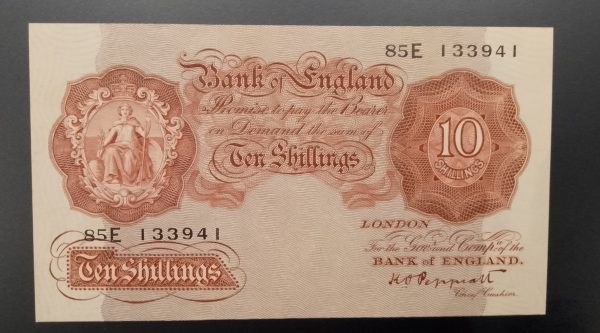 85E 133941
Bank of England
Promise to pay the Bearer
on Demand the sum of
Ten Shillings
10
SHILLINGS
LONDON
For the Govr. and Compa. of the
BANK of ENGLAND.
85E 133941
Ten Shillings
K O Peppiatt
Chief Cashier.